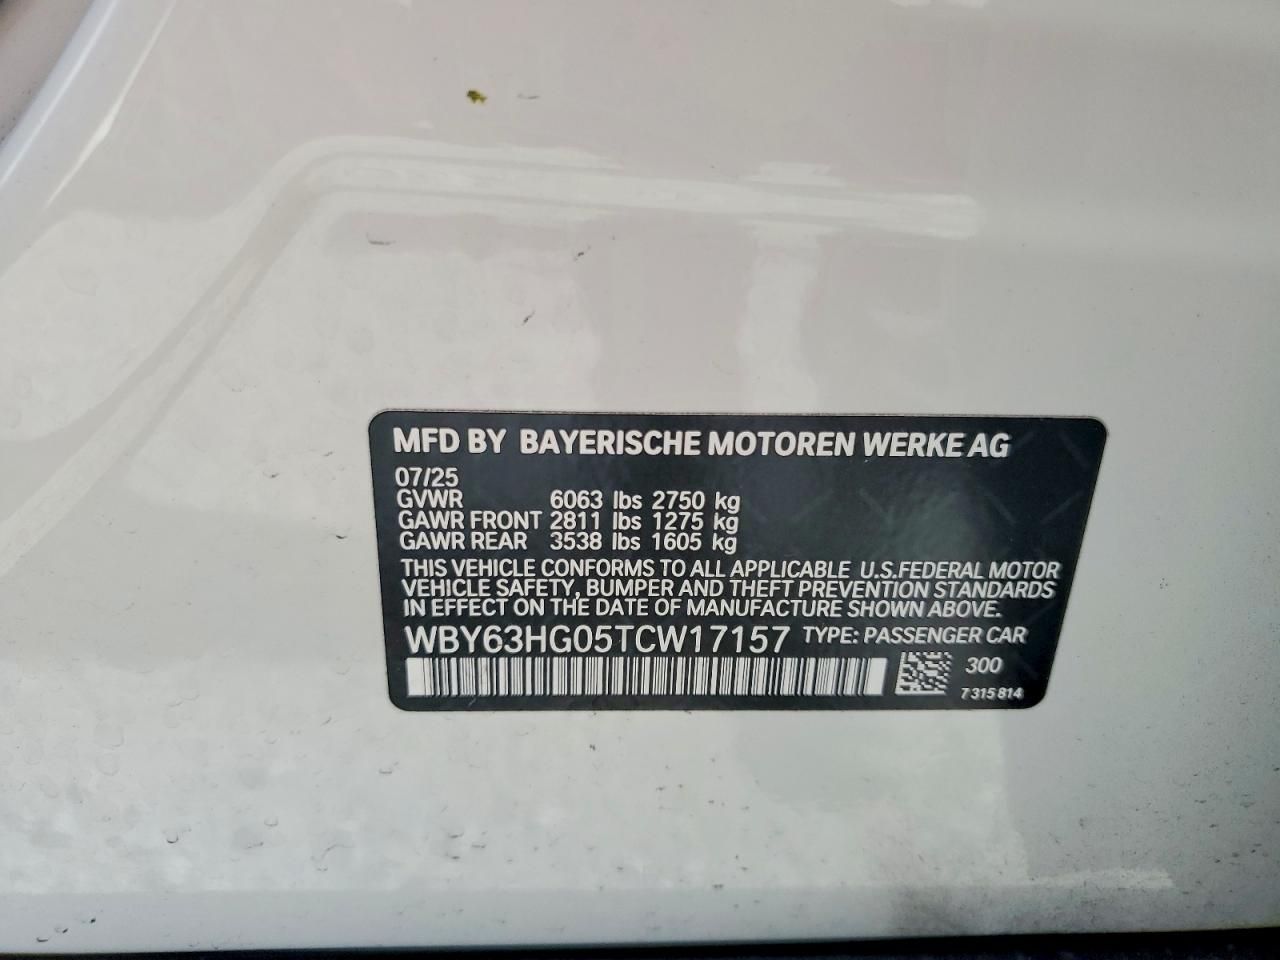 MFD BY BAYERISCHE MOTOREN WERKE AG
07/25
GVWR 6063 lbs 2750 kg
GAWR FRONT 2811 lbs 1275 kg
GAWR REAR 3538 lbs 1605 kg
THIS VEHICLE CONFORMS TO ALL APPLICABLE U.S.FEDERAL MOTOR
VEHICLE SAFETY, BUMPER AND THEFT PREVENTION STANDARDS
IN EFFECT ON THE DATE OF MANUFACTURE SHOWN ABOVE.
WBY63HG05TCW17157 TYPE: PASSENGER CAR
300
7 315 814